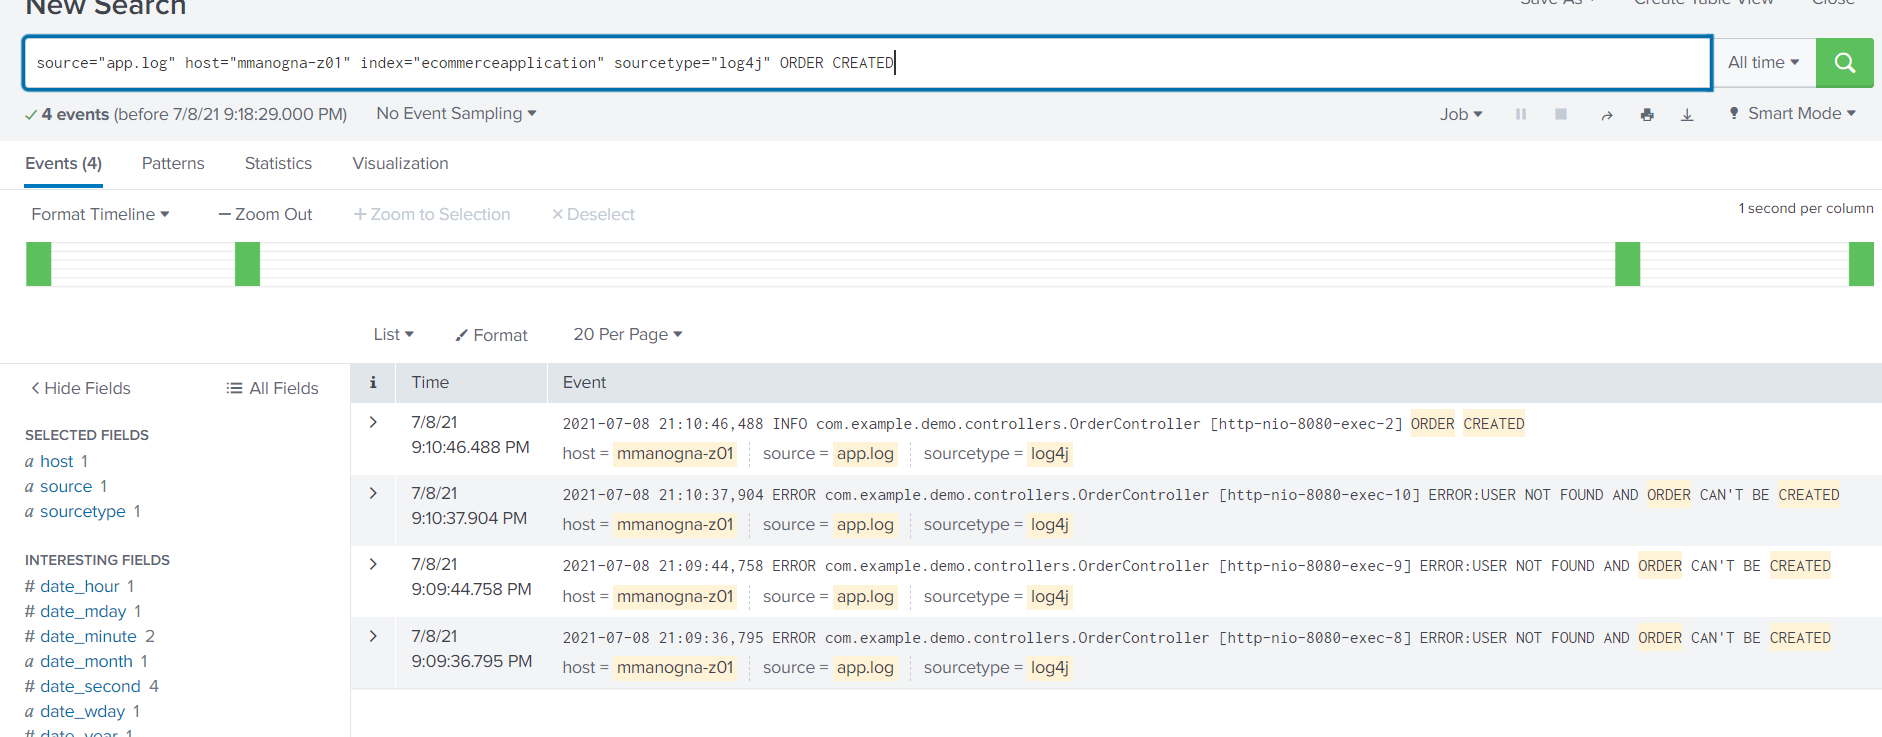 New Search
Save As Create Table View Close
source="app.log" host="mmanogna-z01" index="ecommerceapplication" sourcetype="log4j" ORDER CREATED
All time
4 events (before 7/8/21 9:18:29.000 PM) No Event Sampling
Job Smart Mode
Events (4) Patterns Statistics Visualization
Format Timeline — Zoom Out + Zoom to Selection × Deselect
1 second per column
List Format 20 Per Page
< Hide Fields All Fields
SELECTED FIELDS
a host 1
a source 1
a sourcetype 1
INTERESTING FIELDS
# date_hour 1
# date_mday 1
# date_minute 2
a date_month 1
# date_second 4
a date_wday 1
# date_year 1
i Time Event
7/8/21
9:10:46.488 PM
2021-07-08 21:10:46,488 INFO com.example.demo.controllers.OrderController [http-nio-8080-exec-2] ORDER CREATED
host = mmanogna-z01 source = app.log sourcetype = log4j
7/8/21
9:10:37.904 PM
2021-07-08 21:10:37,904 ERROR com.example.demo.controllers.OrderController [http-nio-8080-exec-10] ERROR:USER NOT FOUND AND ORDER CAN'T BE CREATED
host = mmanogna-z01 source = app.log sourcetype = log4j
7/8/21
9:09:44.758 PM
2021-07-08 21:09:44,758 ERROR com.example.demo.controllers.OrderController [http-nio-8080-exec-9] ERROR:USER NOT FOUND AND ORDER CAN'T BE CREATED
host = mmanogna-z01 source = app.log sourcetype = log4j
7/8/21
9:09:36.795 PM
2021-07-08 21:09:36,795 ERROR com.example.demo.controllers.OrderController [http-nio-8080-exec-8] ERROR:USER NOT FOUND AND ORDER CAN'T BE CREATED
host = mmanogna-z01 source = app.log sourcetype = log4j